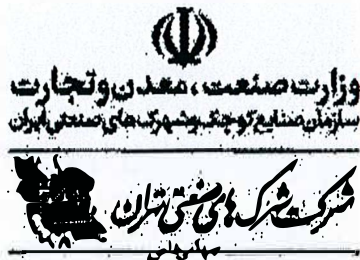 وزارت صنعت، معدن و تجارت
سازمان صنایع کوچک و شهرک‌های صنعتی ایران
شرکت شهرک‌های صنعتی تهران